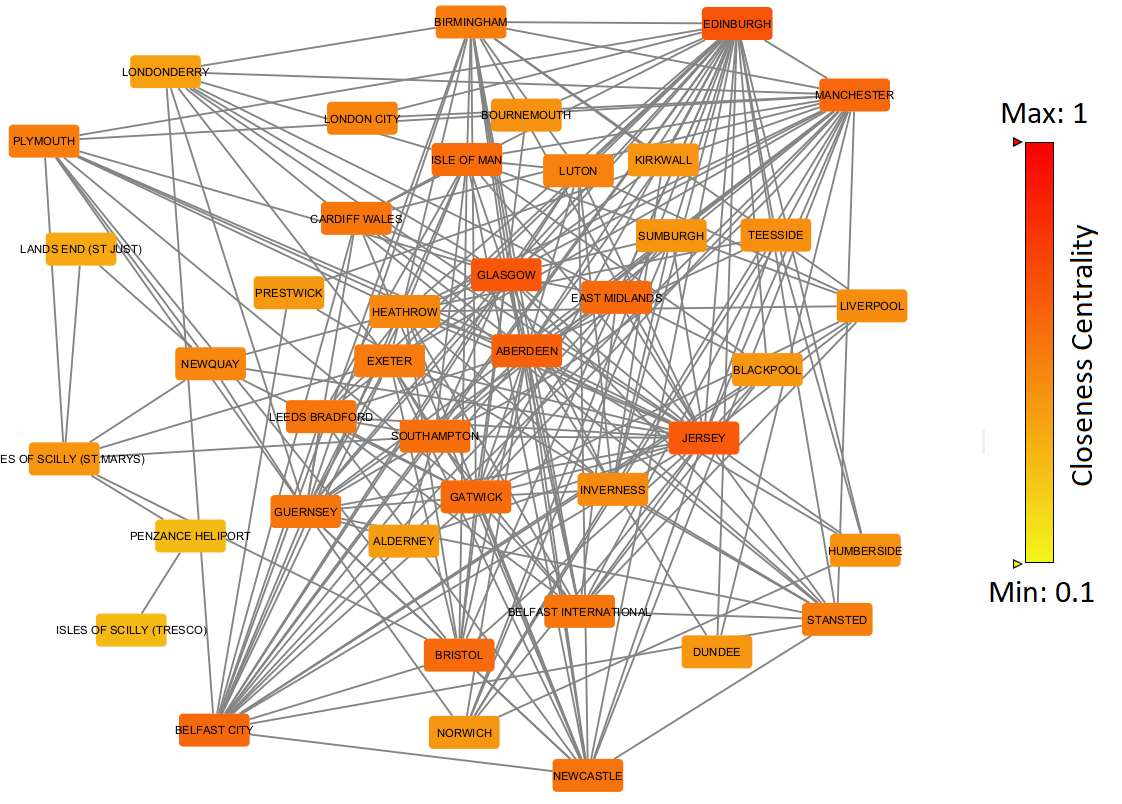 BIRMINGHAM
EDINBURGH
LONDONDERRY
MANCHESTER
Max: 1
LONDON CITY
BOURNEMOUTH
PLYMOUTH
ISLE OF MAN
LUTON
KIRKWALL
CARDIFF WALES
SUMBURGH
TEESSIDE
LANDS END (ST JUST)
GLASGOW
PRESTWICK
EAST MIDLANDS
HEATHROW
LIVERPOOL
Closeness Centrality
ABERDEEN
NEWQUAY
EXETER
BLACKPOOL
LEEDS BRADFORD
SOUTHAMPTON
JERSEY
ES OF SCILLY (ST.MARYS)
GATWICK
INVERNESS
GUERNSEY
PENZANCE HELIPORT
ALDERNEY
HUMBERSIDE
Min: 0.1
BELFAST INTERNATIONAL
STANSTED
ISLES OF SCILLY (TRESCO)
BRISTOL
DUNDEE
BELFAST CITY
NORWICH
NEWCASTLE